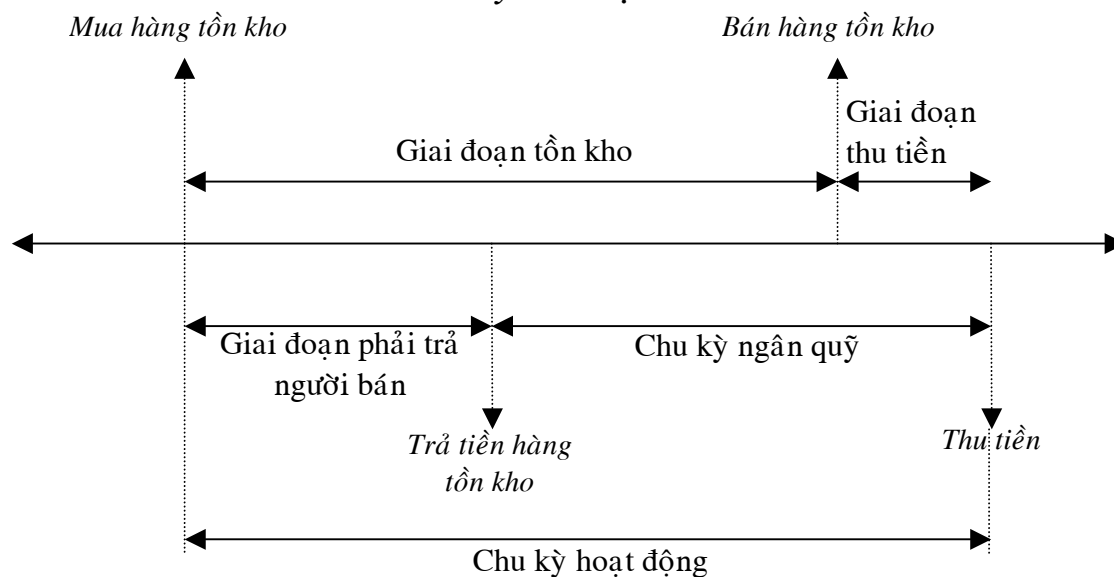 Mua hàng tồn kho
Bán hàng tồn kho
Giai đoạn
thu tiền
Giai đoạn tồn kho
Giai đoạn phải trả
người bán
Chu kỳ ngân quỹ
Trả tiền hàng
tồn kho
Thu tiền
Chu kỳ hoạt động